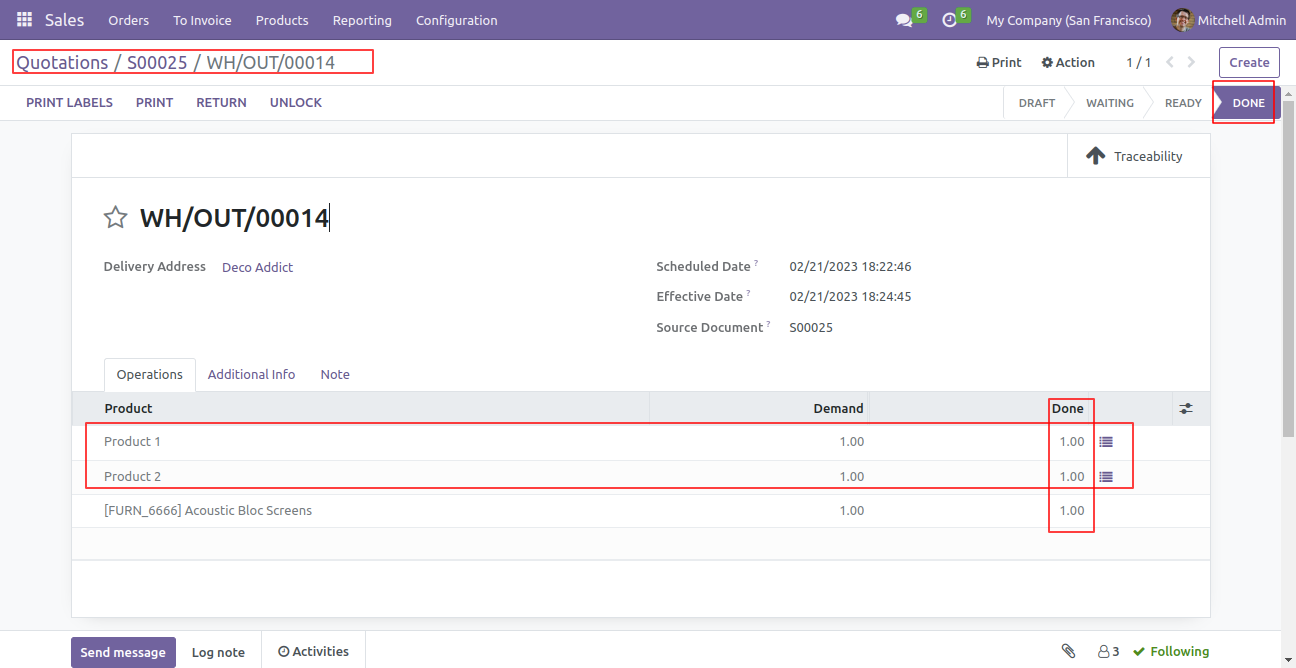 Sales Orders To Invoice Products Reporting Configuration 6 6 My Company (San Francisco) Mitchell Admin
Quotations / S00025 / WH/OUT/00014 Print Action 1 / 1 Create
PRINT LABELS PRINT RETURN UNLOCK DRAFT WAITING READY DONE
Traceability
WH/OUT/00014
Delivery Address Deco Addict Scheduled Date ? 02/21/2023 18:22:46
Effective Date ? 02/21/2023 18:24:45
Source Document ? S00025
Operations Additional Info Note
Product Demand Done
Product 1 1.00 1.00
Product 2 1.00 1.00
[FURN_6666] Acoustic Bloc Screens 1.00 1.00
Send message Log note Activities 3 Following